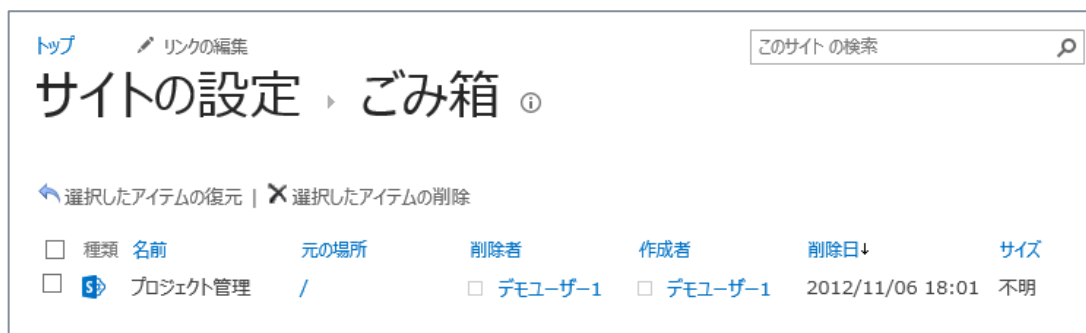 トップ リンクの編集 このサイト の検索
サイトの設定 ごみ箱
選択したアイテムの復元 | 選択したアイテムの削除
種類 名前 元の場所 削除者 作成者 削除日↓ サイズ
S プロジェクト管理 / デモユーザー1 デモユーザー1 2012/11/06 18:01 不明